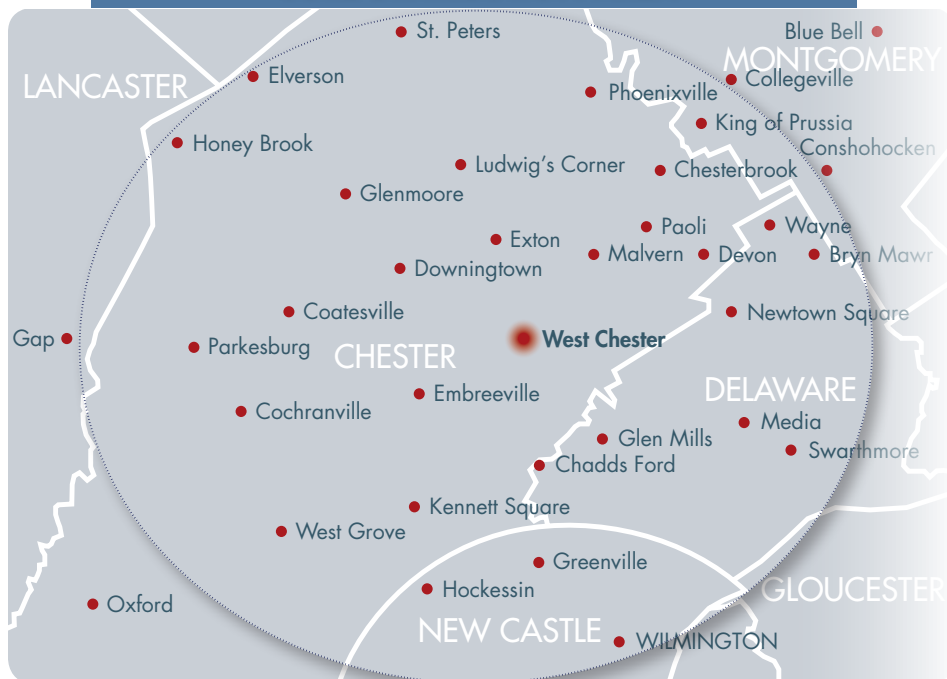 St. Peters
Blue Bell
MONTGOMERY
Elverson
LANCASTER
Collegeville
Phoenixville
King of Prussia
Honey Brook
Conshohocken
Ludwig's Corner
Chesterbrook
Glenmoore
Paoli
Wayne
Exton
Malvern
Devon
Bryn Mawr
Downingtown
Coatesville
Newtown Square
Gap
Parkesburg
West Chester
CHESTER
Embreeville
DELAWARE
Cochranville
Media
Glen Mills
Swarthmore
Chadds Ford
Kennett Square
West Grove
Greenville
Hockessin
GLOUCESTER
Oxford
NEW CASTLE
WILMINGTON